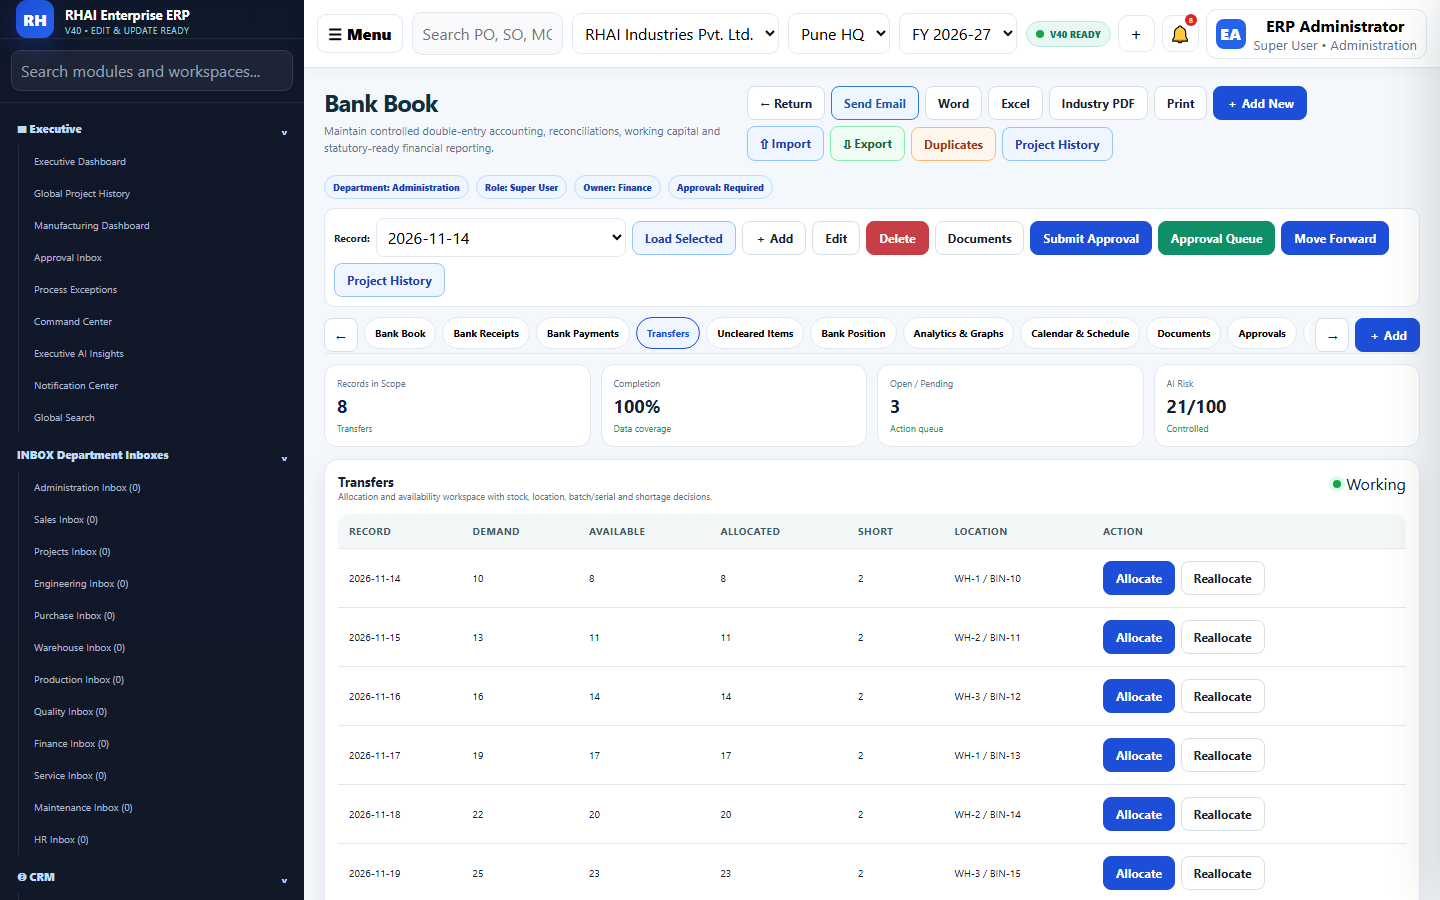 RH
RHAI Enterprise ERP
V40 • EDIT & UPDATE READY
Search modules and workspaces...
Executive
Executive Dashboard
Global Project History
Manufacturing Dashboard
Approval Inbox
Process Exceptions
Command Center
Executive AI Insights
Notification Center
Global Search
INBOX Department Inboxes
Administration Inbox (0)
Sales Inbox (0)
Projects Inbox (0)
Engineering Inbox (0)
Purchase Inbox (0)
Warehouse Inbox (0)
Production Inbox (0)
Quality Inbox (0)
Finance Inbox (0)
Service Inbox (0)
Maintenance Inbox (0)
HR Inbox (0)
CRM
☰ Menu
Search PO, SO, MC
RHAI Industries Pvt. Ltd.
Pune HQ
FY 2026-27
V40 READY
+
8
EA
ERP Administrator
Super User • Administration
Bank Book
Maintain controlled double-entry accounting, reconciliations, working capital and
statutory-ready financial reporting.
← Return
Send Email
Word
Excel
Industry PDF
Print
+ Add New
⇧ Import
⇩ Export
Duplicates
Project History
Department: Administration
Role: Super User
Owner: Finance
Approval: Required
Record:
2026-11-14
Load Selected
+ Add
Edit
Delete
Documents
Submit Approval
Approval Queue
Move Forward
Project History
←
Bank Book
Bank Receipts
Bank Payments
Transfers
Uncleared Items
Bank Position
Analytics & Graphs
Calendar & Schedule
Documents
Approvals
→
+ Add
Records in Scope
8
Transfers
Completion
100%
Data coverage
Open / Pending
3
Action queue
AI Risk
21/100
Controlled
Transfers
Allocation and availability workspace with stock, location, batch/serial and shortage decisions.
Working
RECORD DEMAND AVAILABLE ALLOCATED SHORT LOCATION ACTION
2026-11-14 10 8 8 2 WH-1 / BIN-10 Allocate Reallocate
2026-11-15 13 11 11 2 WH-2 / BIN-11 Allocate Reallocate
2026-11-16 16 14 14 2 WH-3 / BIN-12 Allocate Reallocate
2026-11-17 19 17 17 2 WH-1 / BIN-13 Allocate Reallocate
2026-11-18 22 20 20 2 WH-2 / BIN-14 Allocate Reallocate
2026-11-19 25 23 23 2 WH-3 / BIN-15 Allocate Reallocate